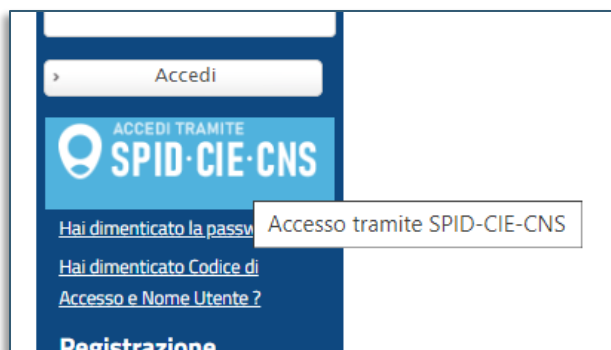 Accedi
ACCEDI TRAMITE
SPID·CIE·CNS
Accesso tramite SPID-CIE-CNS
Hai dimenticato la
Hai dimenticato Codice di
Accesso e Nome Utente ?
Registrazione